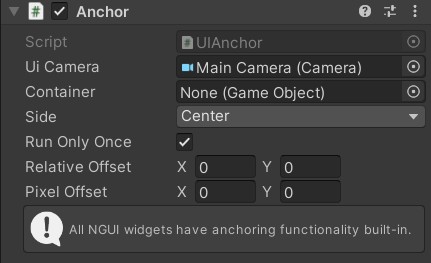 Anchor
Script UIAnchor
Ui Camera Main Camera (Camera)
Container None (Game Object)
Side Center
Run Only Once
Relative Offset X 0 Y 0
Pixel Offset X 0 Y 0
All NGUI widgets have anchoring functionality built-in.